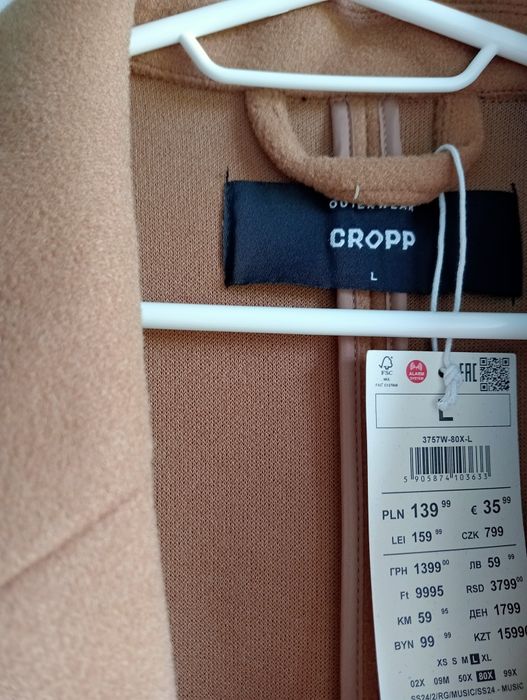 OUTERWEAR
CROPP
L
FSC
MIX
ALARM
SYSTEM
EAC
L
3757W-80X-L
5 905874 103633
PLN 139 99 € 35 99
LEI 159 99 CZK 799
ГРН 1399 00 ЛВ 59 99
Ft 9995 RSD 3799 00
KM 59 95 ДЕН 1799
BYN 99 99 KZT 15990
XS S M L XL
02X 09M 50X 80X 99X
SS24/2/RG/MUSIC/SS24 - MUSIC